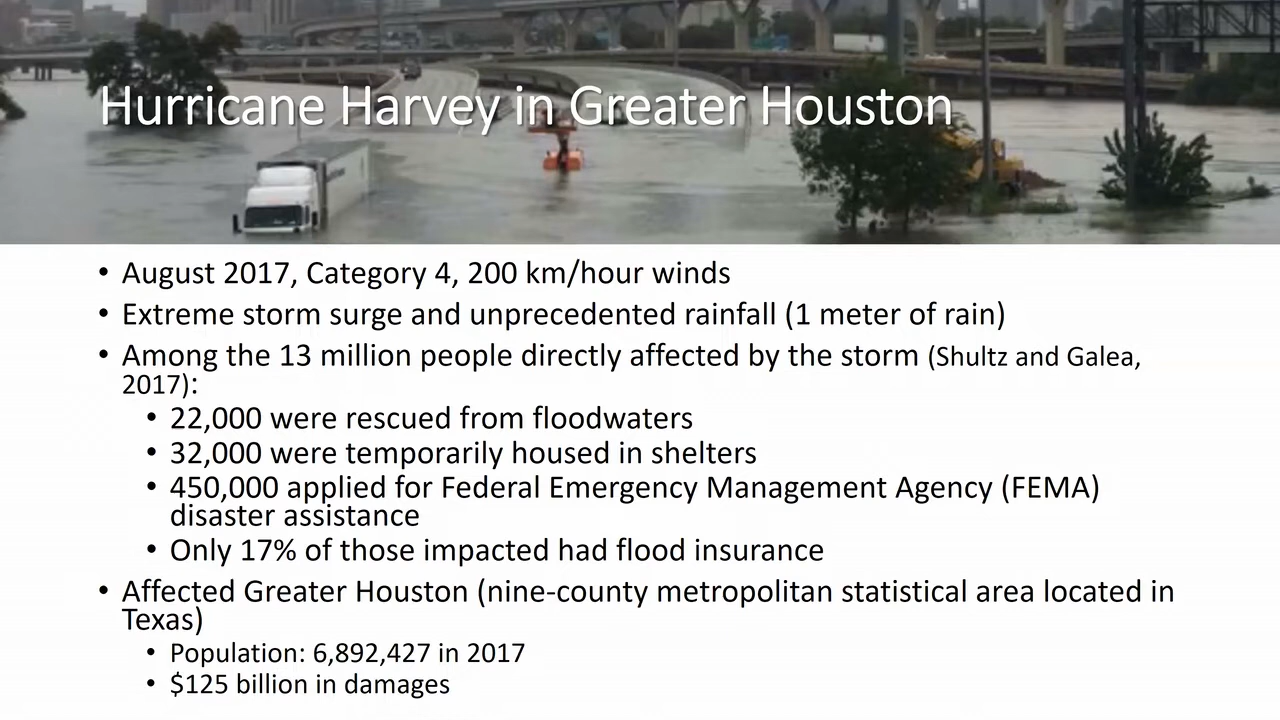 Hurricane Harvey in Greater Houston
• August 2017, Category 4, 200 km/hour winds
• Extreme storm surge and unprecedented rainfall (1 meter of rain)
• Among the 13 million people directly affected by the storm (Shultz and Galea,
2017):
• 22,000 were rescued from floodwaters
• 32,000 were temporarily housed in shelters
• 450,000 applied for Federal Emergency Management Agency (FEMA)
disaster assistance
• Only 17% of those impacted had flood insurance
• Affected Greater Houston (nine-county metropolitan statistical area located in
Texas)
• Population: 6,892,427 in 2017
• $125 billion in damages